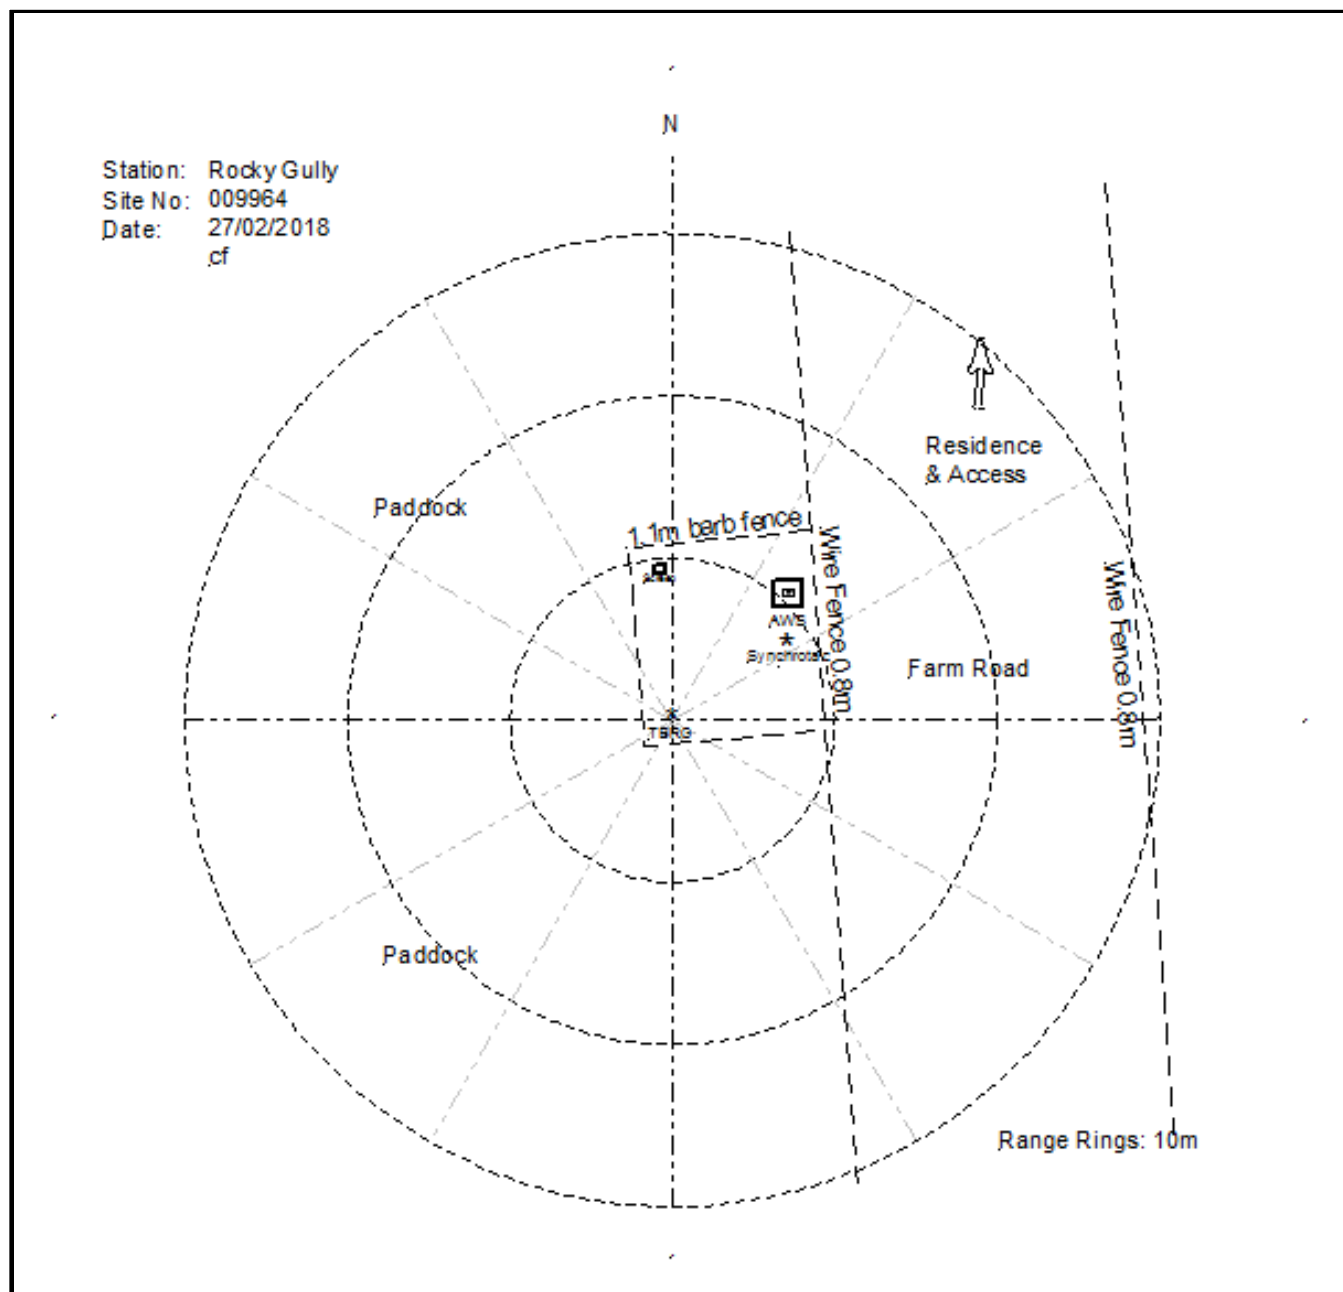 N
Station: Rocky Gully
Site No: 009964
Date: 27/02/2018
cf
Residence
& Access
Paddock
1.1m barb fence
Wire Fence 0.8m
Wire Fence 0.8m
AWS
Farm Road
TBRG
Paddock
Range Rings: 10m